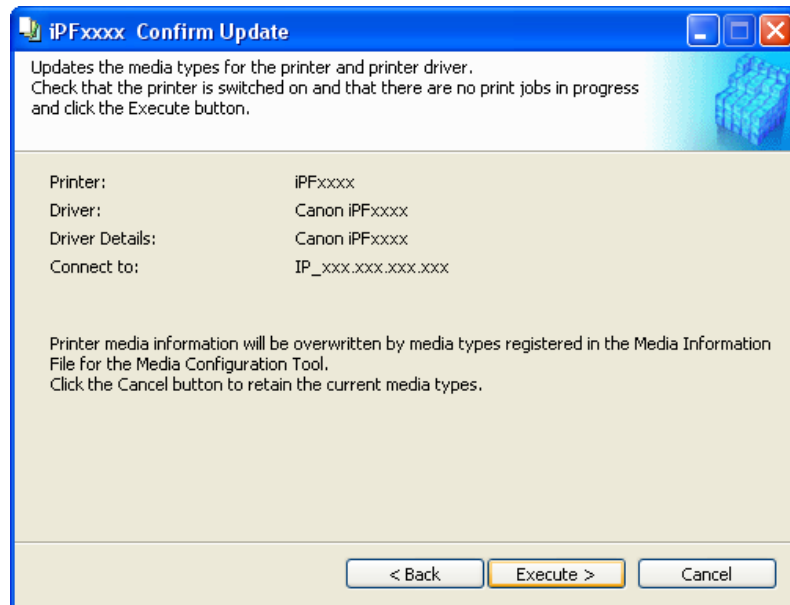 iPFxxxx Confirm Update
Updates the media types for the printer and printer driver.
Check that the printer is switched on and that there are no print jobs in progress
and click the Execute button.
Printer: iPFxxxx
Driver: Canon iPFxxxx
Driver Details: Canon iPFxxxx
Connect to: IP_xxx.xxx.xxx.xxx
Printer media information will be overwritten by media types registered in the Media Information
File for the Media Configuration Tool.
Click the Cancel button to retain the current media types.
< Back Execute > Cancel